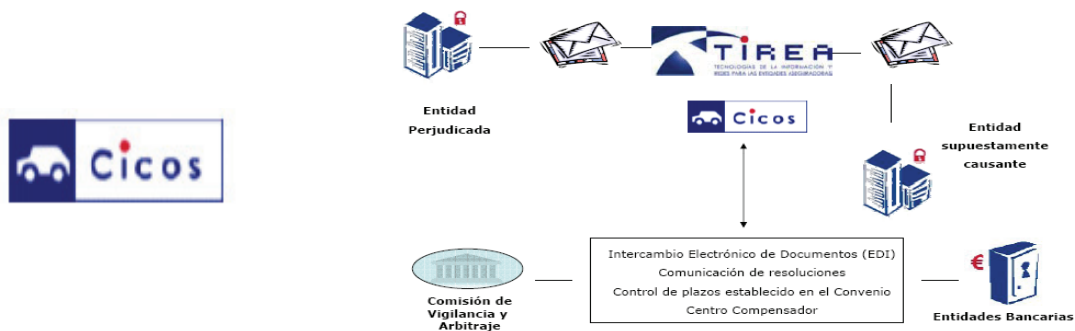 Cicos
TIREA
TECNOLOGÍAS DE LA INFORMACIÓN Y
REDES PARA LAS ENTIDADES ASEGURADORAS
Entidad
Perjudicada
Cicos
Entidad
supuestamente
causante
Intercambio Electrónico de Documentos (EDI)
Comunicación de resoluciones
Control de plazos establecido en el Convenio
Centro Compensador
Comisión de
Vigilancia y
Arbitraje
€
Entidades Bancarias